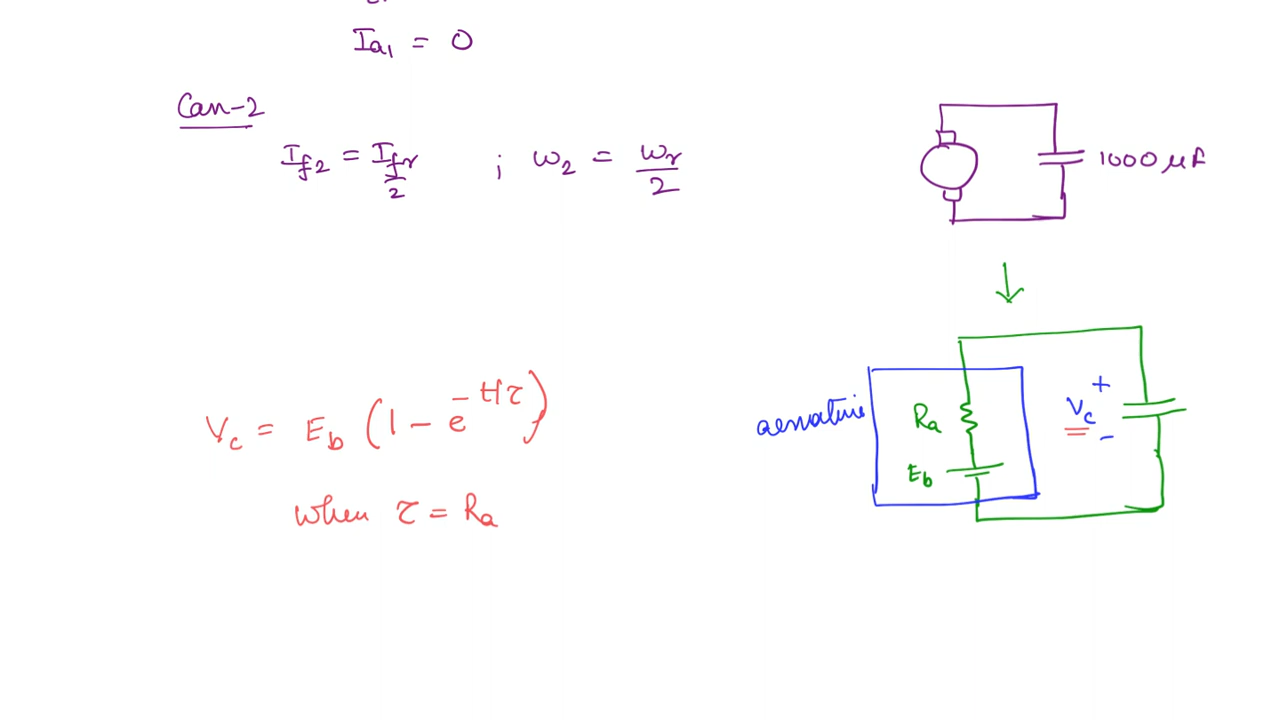 Ia₁ = 0
Can-2
If2 = Ifr/2 ; ω2 = ωr/2
1000 μF
Vc = Eb (1 - e^-t/τ)
when τ = Ra
armature
Ra
Eb
+
Vc
-